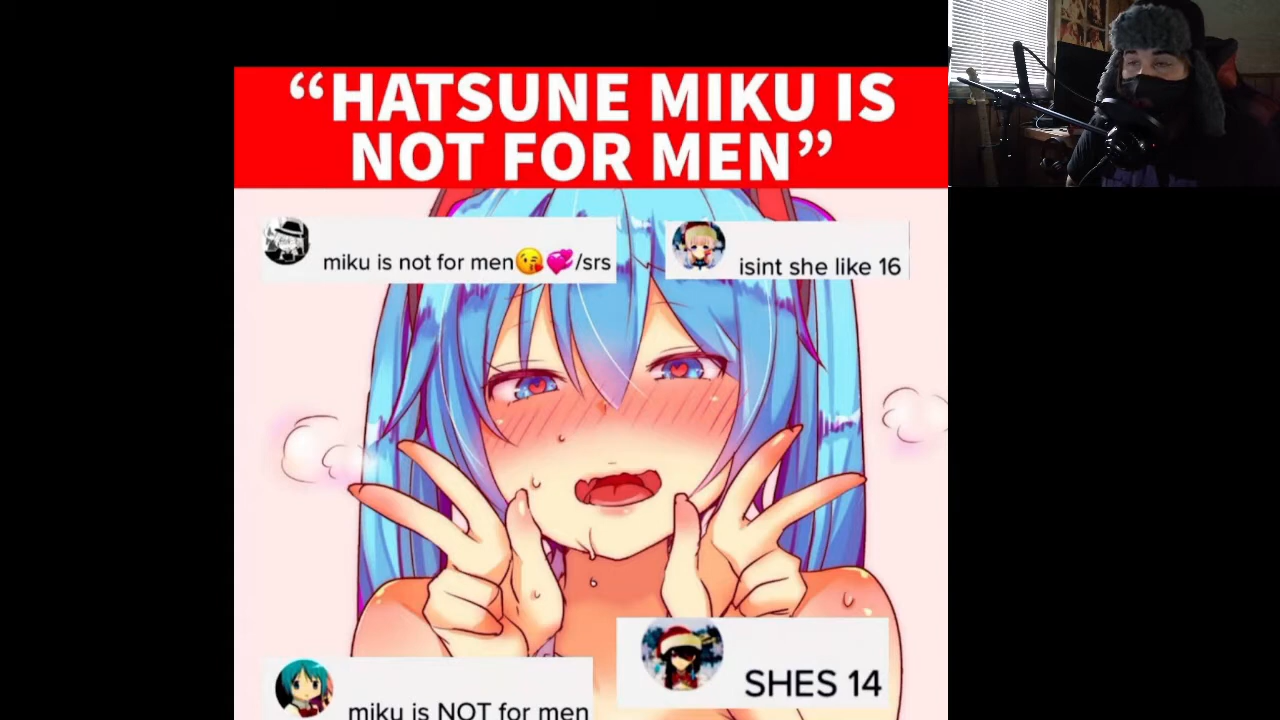 “HATSUNE MIKU IS
NOT FOR MEN”
miku is not for men😘💞/srs
isint she like 16
SHES 14
miku is NOT for men